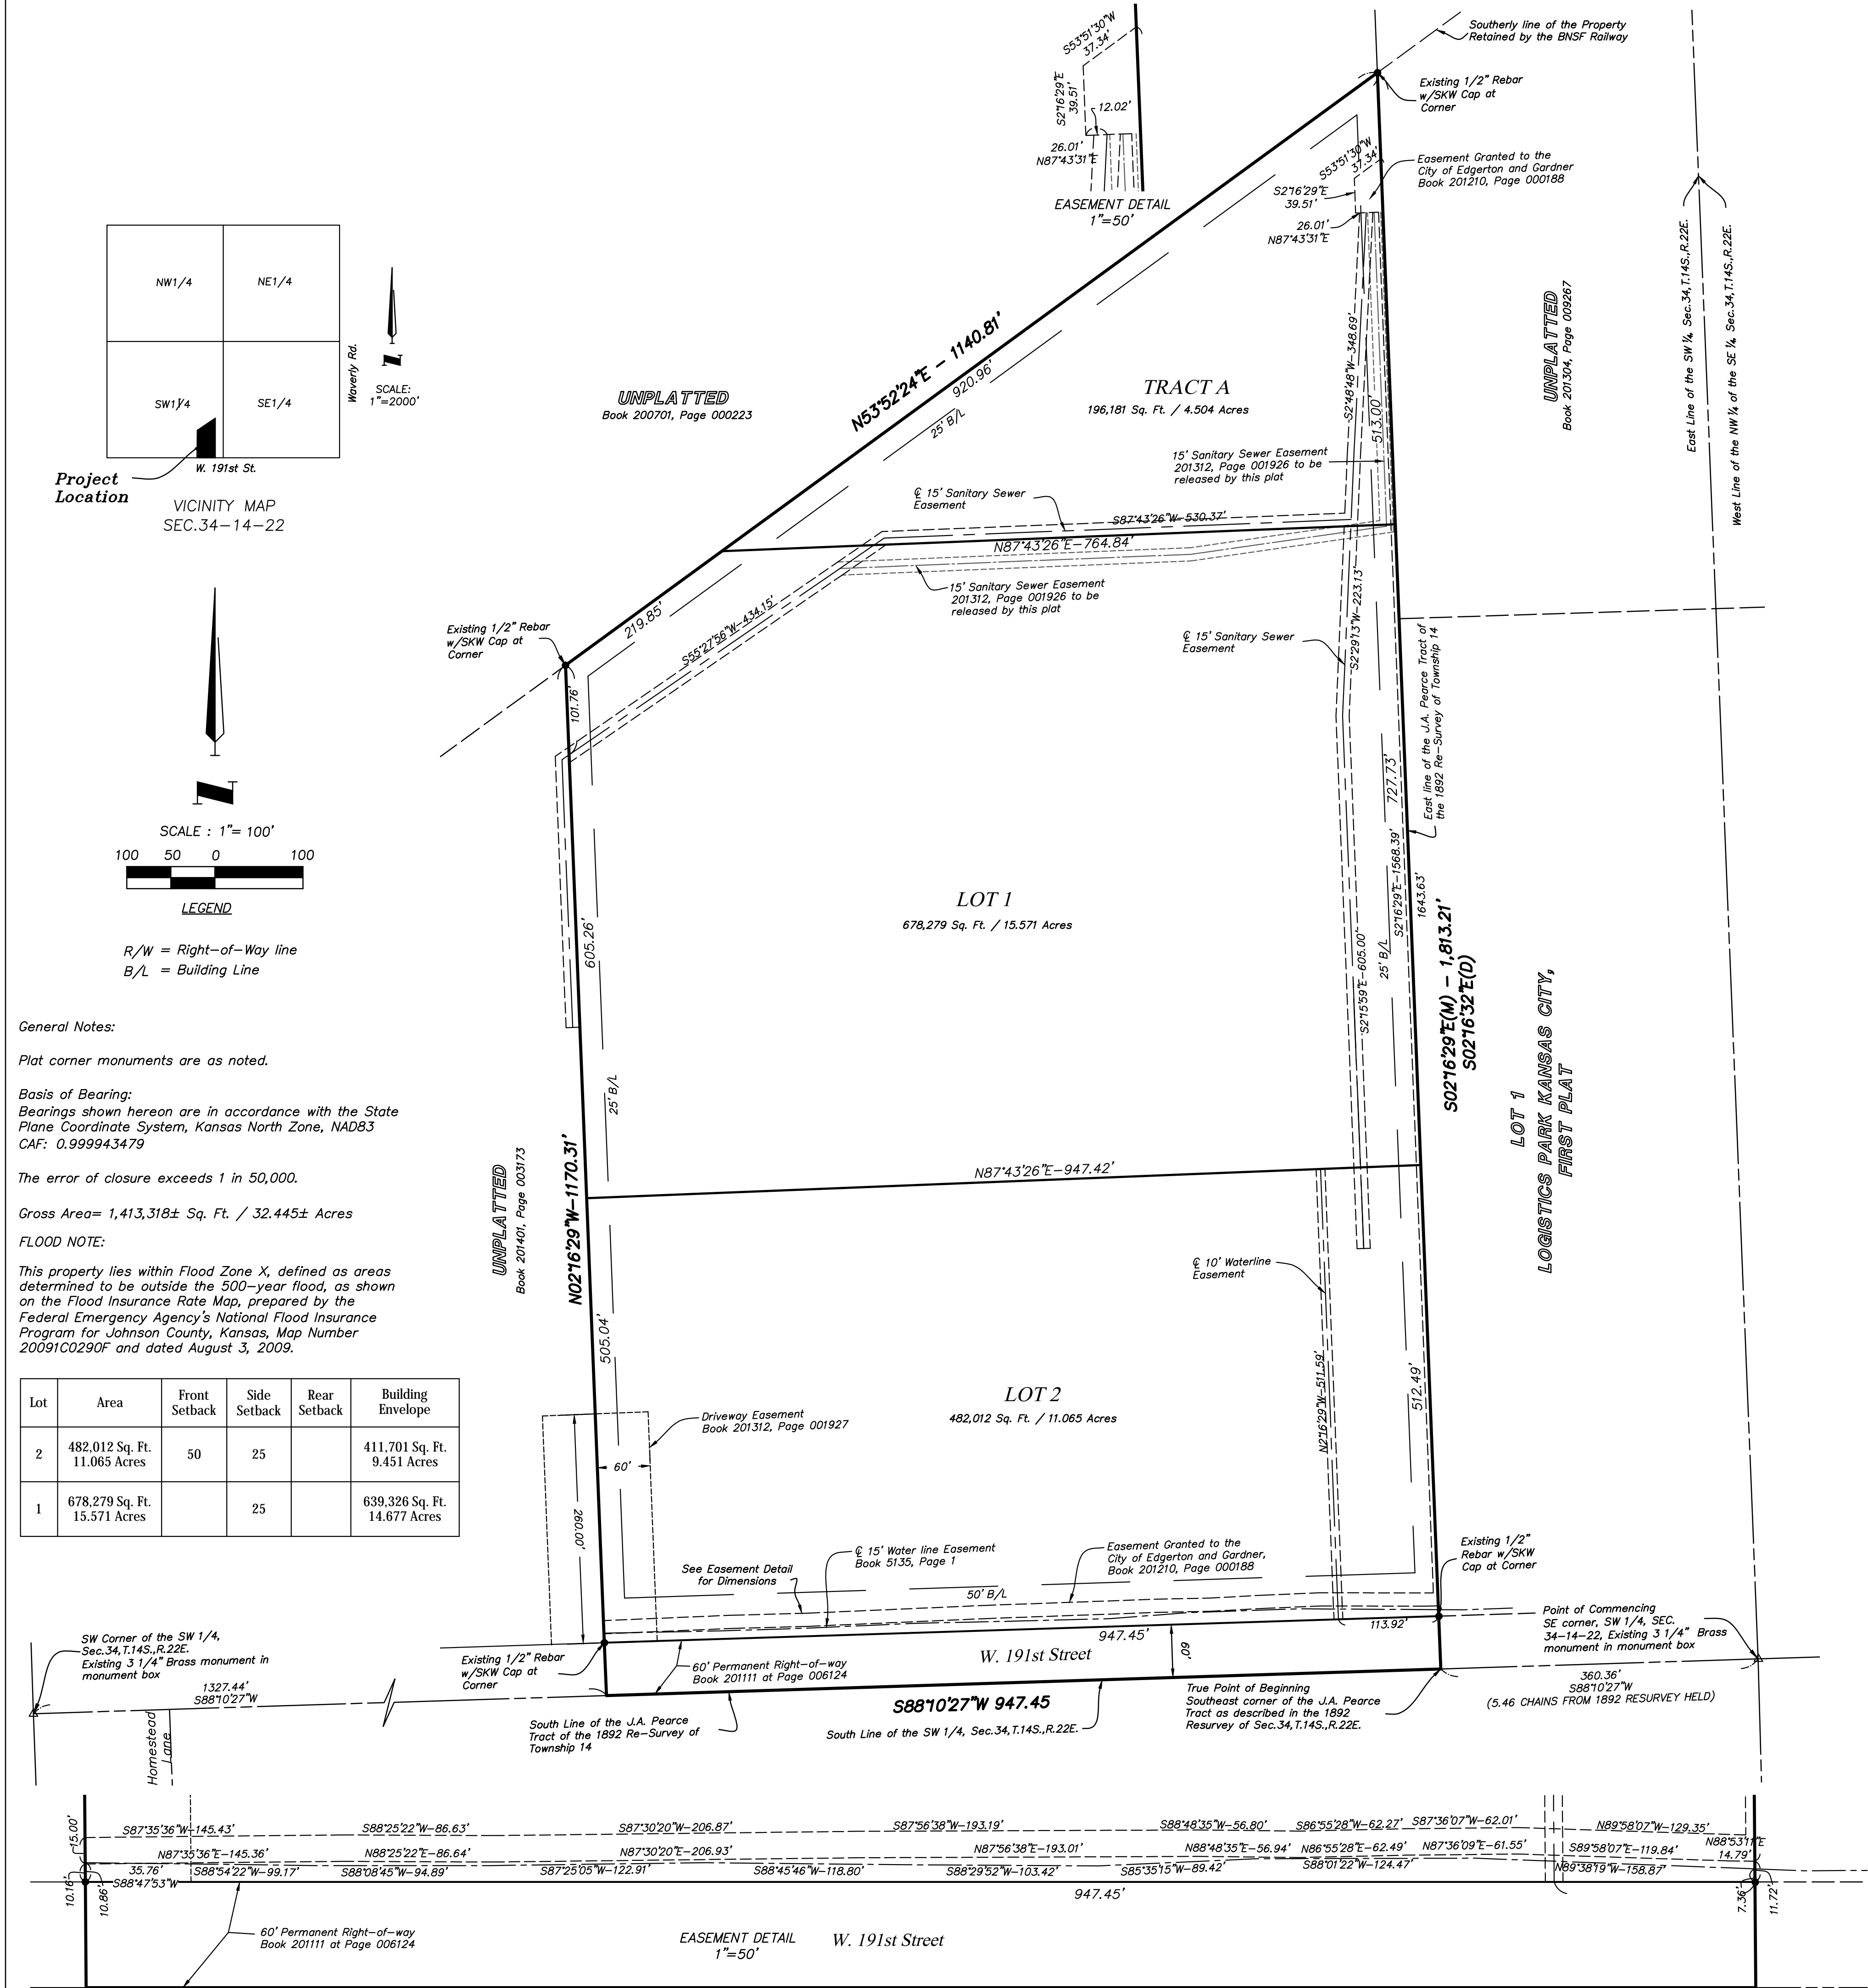 S53°51'30"W
37.34'
S2°16'29"E
39.51'
12.02'
26.01'
N87°43'31"E
EASEMENT DETAIL
1"=50'
Southerly line of the Property
Retained by the BNSF Railway
Existing 1/2" Rebar
w/SKW Cap at
Corner
Easement Granted to the
City of Edgerton and Gardner
Book 201210, Page 000188
S53°51'30"W
37.34'
S2°16'29"E
39.51'
26.01'
N87°43'31"E
East Line of the SW 1/4, Sec.34,T.14S.,R.22E.
West Line of the NW 1/4 of the SE 1/4, Sec.34,T.14S.,R.22E.
UNPLATTED
Book 201304, Page 009267
NW1/4
NE1/4
SW1/4
SE1/4
Waverly Rd.
SCALE:
1"=2000'
W. 191st St.
Project
Location
VICINITY MAP
SEC.34-14-22
UNPLATTED
Book 200701, Page 000223
N53°52'24"E - 1140.81'
920.96'
25' B/L
TRACT A
196,181 Sq. Ft. / 4.504 Acres
S2°48'48"W-348.69'
513.00'
15' Sanitary Sewer Easement
201312, Page 001926 to be
released by this plat
℄ 15' Sanitary Sewer
Easement
S87°43'26"W-530.37'
N87°43'26"E-764.84'
15' Sanitary Sewer Easement
201312, Page 001926 to be
released by this plat
219.85'
S55°27'56"W-434.15'
Existing 1/2" Rebar
w/SKW Cap at
Corner
101.76'
℄ 15' Sanitary Sewer
Easement
S2°29'13"W-223.13'
East line of the J.A. Pearce Tract of
the 1892 Re-Survey of Township 14
727.73'
S2°16'29"E-1568.39'
1643.63'
25' B/L
S2°15'59"E-605.00'
S02°16'29"E(M) - 1,813.21'
S02°16'32"E(D)
SCALE : 1"= 100'
100 50 0 100
LEGEND
R/W = Right-of-Way line
B/L = Building Line
LOT 1
678,279 Sq. Ft. / 15.571 Acres
605.26'
25' B/L
LOT 1
LOGISTICS PARK KANSAS CITY,
FIRST PLAT
General Notes:
Plat corner monuments are as noted.
Basis of Bearing:
Bearings shown hereon are in accordance with the State
Plane Coordinate System, Kansas North Zone, NAD83
CAF: 0.999943479
The error of closure exceeds 1 in 50,000.
Gross Area= 1,413,318± Sq. Ft. / 32.445± Acres
FLOOD NOTE:
This property lies within Flood Zone X, defined as areas
determined to be outside the 500-year flood, as shown
on the Flood Insurance Rate Map, prepared by the
Federal Emergency Agency's National Flood Insurance
Program for Johnson County, Kansas, Map Number
20091C0290F and dated August 3, 2009.
UNPLATTED
Book 201401, Page 003173
N02°16'29"W-1170.31'
N87°43'26"E-947.42'
℄ 10' Waterline
Easement
505.04'
N2°16'29"W-511.59'
512.49'
LOT 2
482,012 Sq. Ft. / 11.065 Acres
Lot Area Front Setback Side Setback Rear Setback Building Envelope
2 482,012 Sq. Ft. 11.065 Acres 50 25 411,701 Sq. Ft. 9.451 Acres
1 678,279 Sq. Ft. 15.571 Acres 25 639,326 Sq. Ft. 14.677 Acres
Driveway Easement
Book 201312, Page 001927
60'
260.00'
See Easement Detail
for Dimensions
℄ 15' Water line Easement
Book 5135, Page 1
Easement Granted to the
City of Edgerton and Gardner,
Book 201210, Page 000188
50' B/L
Existing 1/2"
Rebar w/SKW
Cap at Corner
947.45'
113.92'
W. 191st Street
60'
Point of Commencing
SE corner, SW 1/4, SEC.
34-14-22, Existing 3 1/4" Brass
monument in monument box
SW Corner of the SW 1/4,
Sec.34,T.14S.,R.22E.
Existing 3 1/4" Brass monument in
monument box
1327.44'
S88°10'27"W
Existing 1/2" Rebar
w/SKW Cap at
Corner
60' Permanent Right-of-way
Book 201111 at Page 006124
S88°10'27"W 947.45
True Point of Beginning
Southeast corner of the J.A. Pearce
Tract as described in the 1892
Resurvey of Sec.34,T.14S.,R.22E.
360.36'
S88°10'27"W
(5.46 CHAINS FROM 1892 RESURVEY HELD)
South Line of the J.A. Pearce
Tract of the 1892 Re-Survey of
Township 14
South Line of the SW 1/4, Sec.34,T.14S.,R.22E.
Homestead
Lane
15.00'
S87°35'36"W-145.43' S88°25'22"W-86.63' S87°30'20"W-206.87' S87°56'38"W-193.19' S88°48'35"W-56.80' S86°55'28"W-62.27' S87°36'07"W-62.01' N89°58'07"W-129.35'
N87°35'36"E-145.36' N88°25'22"E-86.64' N87°30'20"E-206.93' N87°56'38"E-193.01' N88°48'35"E-56.94' N86°55'28"E-62.49' N87°36'09"E-61.55' S89°58'07"E-119.84' N88°53'11"E
14.79'
35.76' S88°54'22"W-99.17' S88°08'45"W-94.89' S87°25'05"W-122.91' S88°45'46"W-118.80' S88°29'52"W-103.42' S85°35'15"W-89.42' S88°01'22"W-124.47' N89°38'19"W-158.87'
S88°47'53"W
10.16'
10.86'
947.45'
7.36'
11.72'
60' Permanent Right-of-way
Book 201111 at Page 006124
EASEMENT DETAIL
1"=50'
W. 191st Street